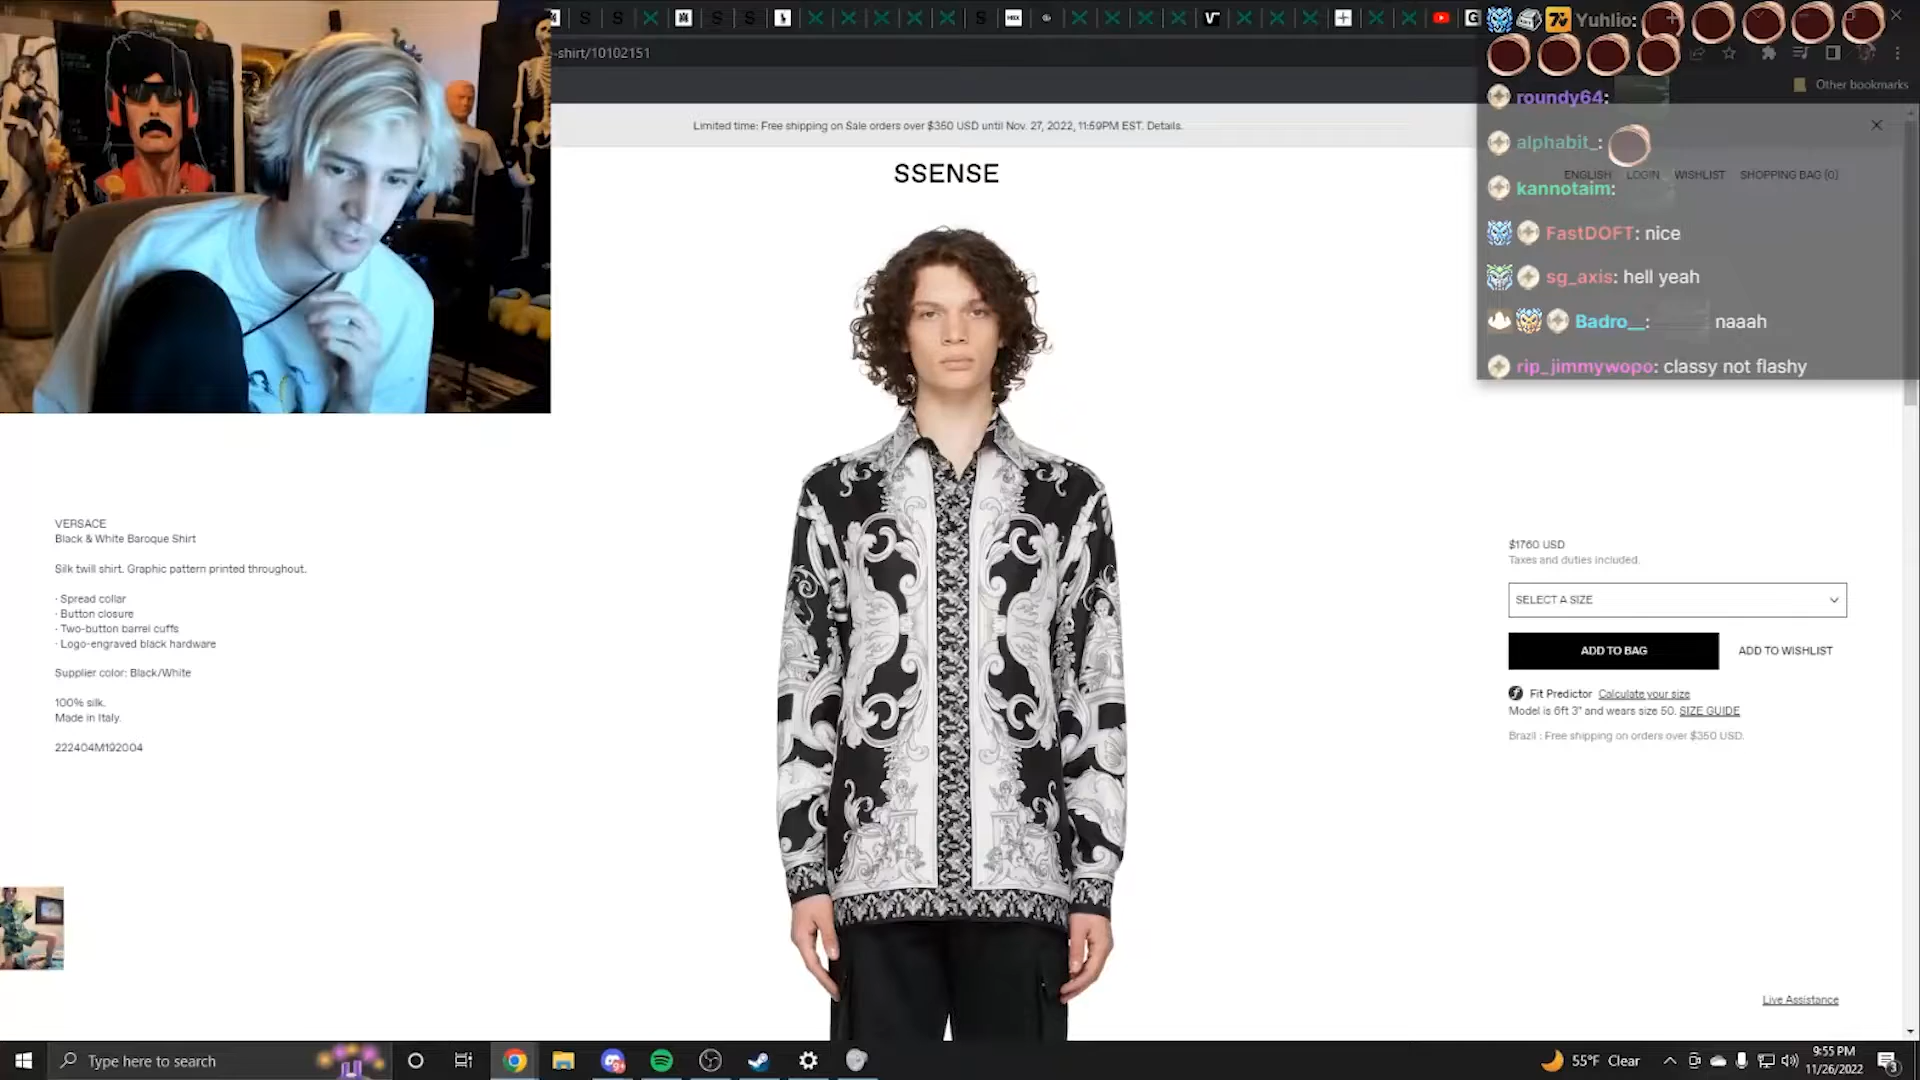 -shirt/10102151
Other bookmarks
Limited time: Free shipping on Sale orders over $350 USD until Nov. 27, 2022, 11:59PM EST. Details.
SSENSE
ENGLISH LOGIN WISHLIST SHOPPING BAG (0)
Yuhlio:
roundy64:
alphabit_:
kannotaim:
FastDOFT: nice
sg_axis: hell yeah
Badro__: naaah
rip_jimmywopo: classy not flashy
VERSACE
Black & White Baroque Shirt
Silk twill shirt. Graphic pattern printed throughout.
· Spread collar
· Button closure
· Two-button barrel cuffs
· Logo-engraved black hardware
Supplier color: Black/White
100% silk.
Made in Italy.
222404M192004
$1760 USD
Taxes and duties included.
SELECT A SIZE
ADD TO BAG
ADD TO WISHLIST
Fit Predictor Calculate your size
Model is 6ft 3" and wears size 50. SIZE GUIDE
Brazil : Free shipping on orders over $350 USD.
Live Assistance
Type here to search
55°F Clear
9:55 PM
11/26/2022
3